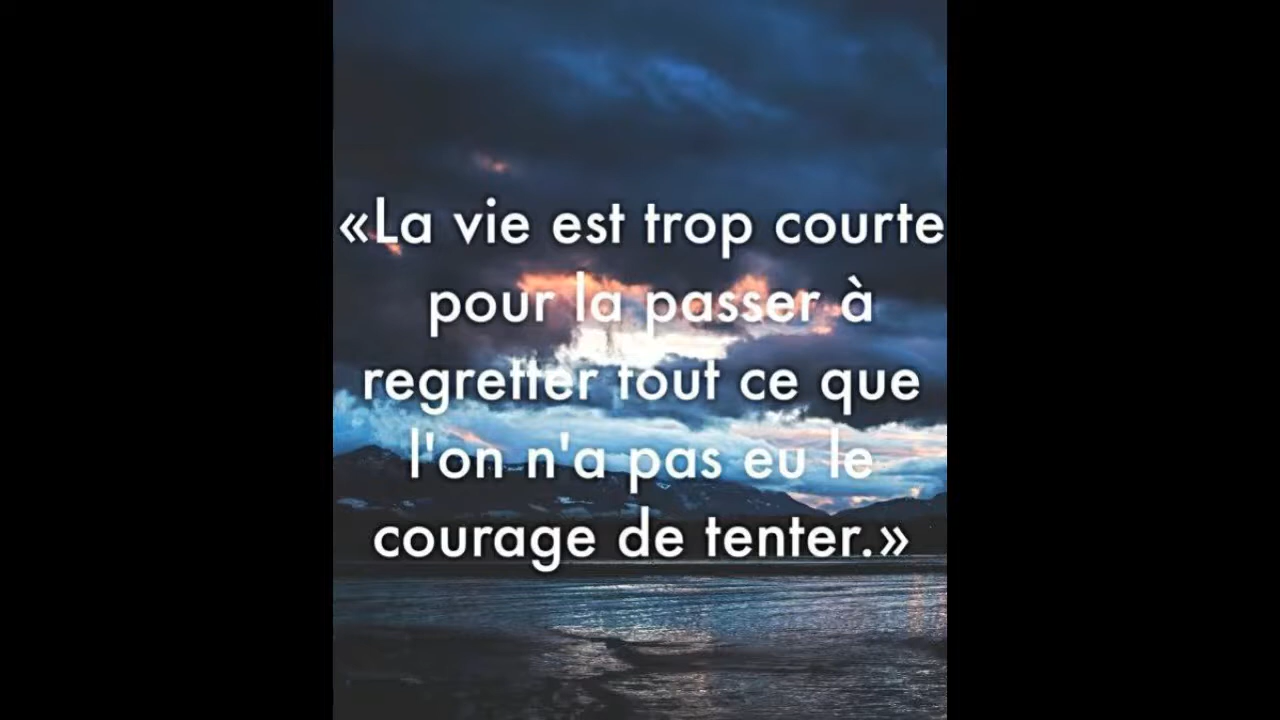 «La vie est trop courte
pour la passer à
regretter tout ce que
l'on n'a pas eu le
courage de tenter.»